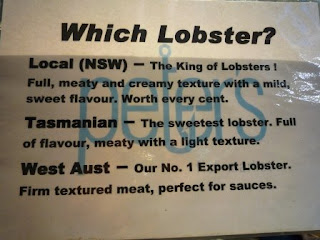 Which Lobster?
Local (NSW) – The King of Lobsters !
Full, meaty and creamy texture with a mild,
sweet flavour. Worth every cent.
Tasmanian – The sweetest lobster. Full
of flavour, meaty with a light texture.
West Aust – Our No. 1 Export Lobster.
Firm textured meat, perfect for sauces.
peters